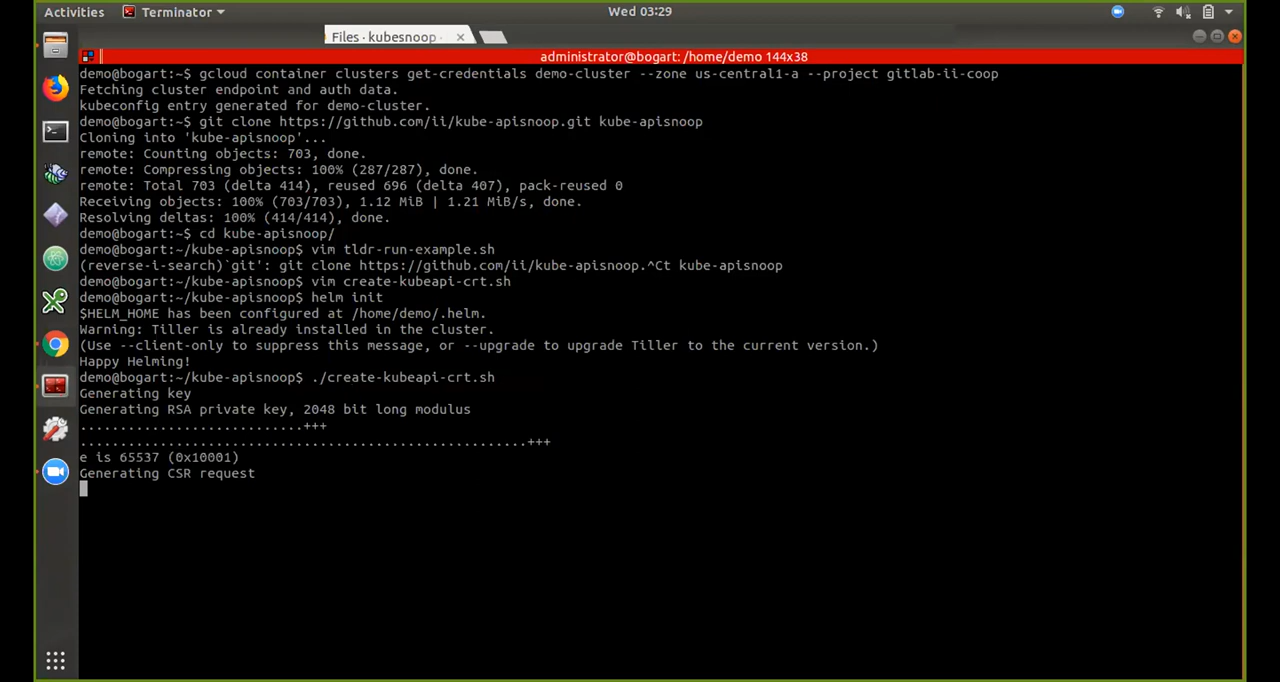 Activities
Terminator
Wed 03:29
Files · kubesnoop ·
administrator@bogart: /home/demo 144x38
demo@bogart:~$ gcloud container clusters get-credentials demo-cluster --zone us-central1-a --project gitlab-ii-coop
Fetching cluster endpoint and auth data.
kubeconfig entry generated for demo-cluster.
demo@bogart:~$ git clone https://github.com/ii/kube-apisnoop.git kube-apisnoop
Cloning into 'kube-apisnoop'...
remote: Counting objects: 703, done.
remote: Compressing objects: 100% (287/287), done.
remote: Total 703 (delta 414), reused 696 (delta 407), pack-reused 0
Receiving objects: 100% (703/703), 1.12 MiB | 1.21 MiB/s, done.
Resolving deltas: 100% (414/414), done.
demo@bogart:~$ cd kube-apisnoop/
demo@bogart:~/kube-apisnoop$ vim tldr-run-example.sh
(reverse-i-search)`git': git clone https://github.com/ii/kube-apisnoop.^Ct kube-apisnoop
demo@bogart:~/kube-apisnoop$ vim create-kubeapi-crt.sh
demo@bogart:~/kube-apisnoop$ helm init
$HELM_HOME has been configured at /home/demo/.helm.
Warning: Tiller is already installed in the cluster.
(Use --client-only to suppress this message, or --upgrade to upgrade Tiller to the current version.)
Happy Helming!
demo@bogart:~/kube-apisnoop$ ./create-kubeapi-crt.sh
Generating key
Generating RSA private key, 2048 bit long modulus
............................+++
........................................................+++
e is 65537 (0x10001)
Generating CSR request